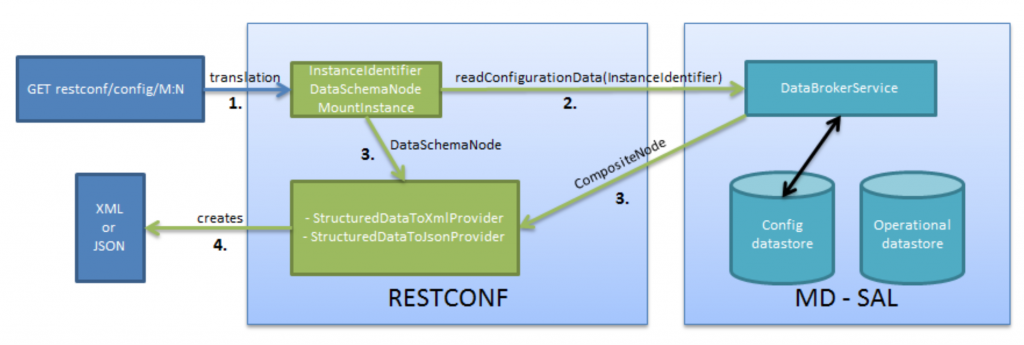 GET restconf/config/M:N
translation
1.
InstanceIdentifier
DataSchemaNode
MountInstance
readConfigurationData(InstanceIdentifier)
2.
DataBrokerService
3.
DataSchemaNode
CompositeNode
3.
XML
or
JSON
creates
4.
- StructuredDataToXmlProvider
- StructuredDataToJsonProvider
Config
datastore
Operational
datastore
RESTCONF
MD - SAL